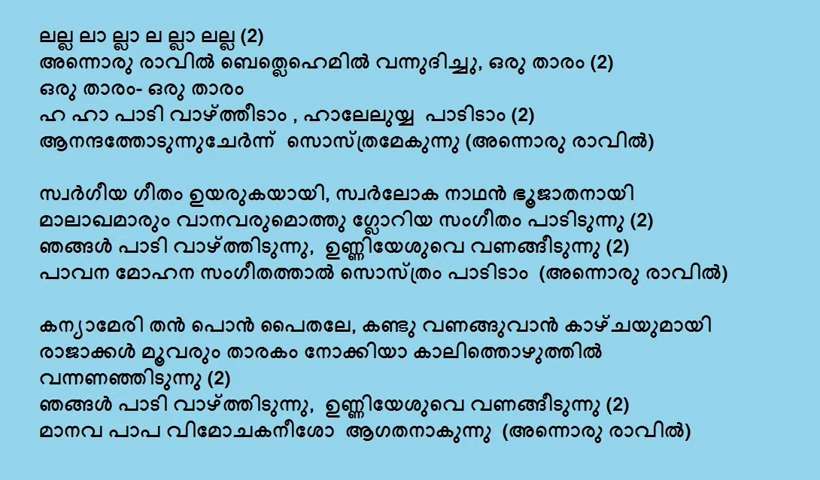 ലല്ല ലാ ല്ലാ ല ല്ലാ ലല്ല (2)
അന്നൊരു രാവിൽ ബെത്ലെഹെമിൽ വന്നുദിച്ചു, ഒരു താരം (2)
ഒരു താരം- ഒരു താരം
ഹ ഹാ പാടി വാഴ്ത്തീടാം , ഹാലേലുയ്യ  പാടിടാം (2)
ആനന്ദത്തോടുന്നുചേർന്ന്  സൊസ്ത്രമേകുന്നു (അന്നൊരു രാവിൽ)

സ്വർഗീയ ഗീതം ഉയരുകയായി, സ്വർലോക നാഥൻ ഭൂജാതനായി
മാലാഖമാരും വാനവരുമൊത്തു ഗ്ലോറിയ സംഗീതം പാടിടുന്നു (2)
ഞങ്ങൾ പാടി വാഴ്ത്തിടുന്നു,  ഉണ്ണിയേശുവെ വണങ്ങീടുന്നു (2)
പാവന മോഹന സംഗീതത്താൽ സൊസ്ത്രം പാടിടാം  (അന്നൊരു രാവിൽ)

കന്യാമേരി തൻ പൊൻ പൈതലേ, കണ്ടു വണങ്ങുവാൻ കാഴ്ചയുമായി
രാജാക്കൾ മൂവരും താരകം നോക്കിയാ കാലിത്തൊഴുത്തിൽ
വന്നണഞ്ഞിടുന്നു (2)
ഞങ്ങൾ പാടി വാഴ്ത്തിടുന്നു,  ഉണ്ണിയേശുവെ വണങ്ങീടുന്നു (2)
മാനവ പാപ വിമോചകനീശോ  ആഗതനാകുന്നു  (അന്നൊരു രാവിൽ)